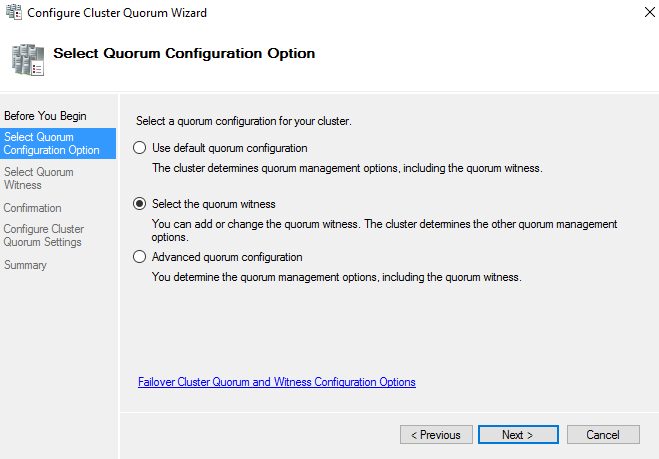 Configure Cluster Quorum Wizard
Select Quorum Configuration Option
Before You Begin
Select Quorum
Configuration Option
Select Quorum
Witness
Confirmation
Configure Cluster
Quorum Settings
Summary
Select a quorum configuration for your cluster.
Use default quorum configuration
The cluster determines quorum management options, including the quorum witness.
Select the quorum witness
You can add or change the quorum witness. The cluster determines the other quorum management
options.
Advanced quorum configuration
You determine the quorum management options, including the quorum witness.
Failover Cluster Quorum and Witness Configuration Options
< Previous
Next >
Cancel